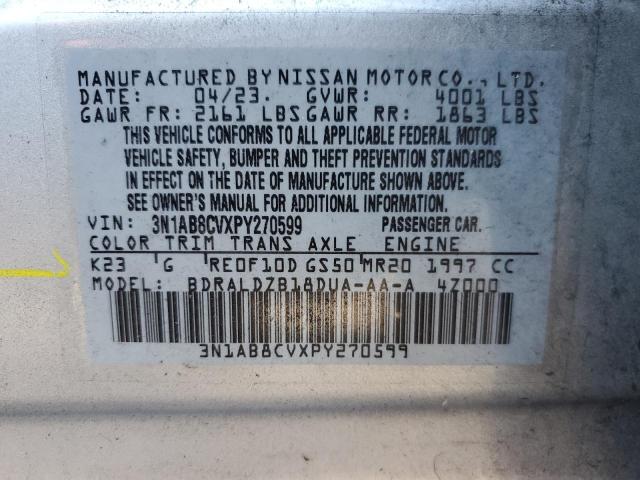 MANUFACTURED BY NISSAN MOTOR CO., LTD.
DATE: 04/23. GVWR: 4001 LBS
GAWR FR: 2161 LBS GAWR RR: 1863 LBS
THIS VEHICLE CONFORMS TO ALL APPLICABLE FEDERAL MOTOR
VEHICLE SAFETY, BUMPER AND THEFT PREVENTION STANDARDS
IN EFFECT ON THE DATE OF MANUFACTURE SHOWN ABOVE.
SEE OWNER'S MANUAL FOR ADDITIONAL INFORMATION.
VIN: 3N1AB8CVXPY270599 PASSENGER CAR.
COLOR TRIM TRANS AXLE ENGINE
K23 G RE0F10D GS50 MR20 1997 CC
MODEL: BDRALDZB18DUA-AA-A 4Z000
3N1AB8CVXPY270599